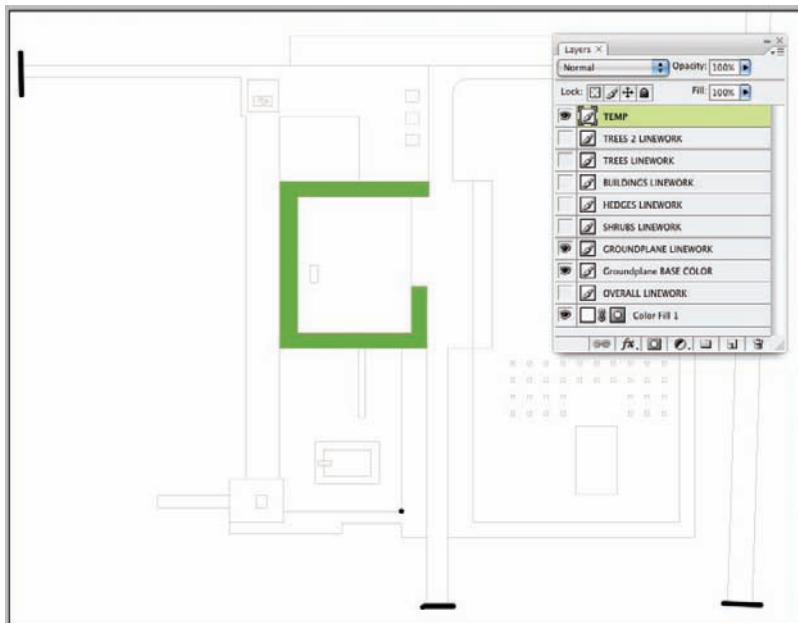 Layers ×
Normal Opacity: 100%
Lock: Fill: 100%
TEMP
TREES 2 LINEWORK
TREES LINEWORK
BUILDINGS LINEWORK
HEDGES LINEWORK
SHRUBS LINEWORK
GROUNDPLANE LINEWORK
Groundplane BASE COLOR
OVERALL LINEWORK
Color Fill 1
fx.